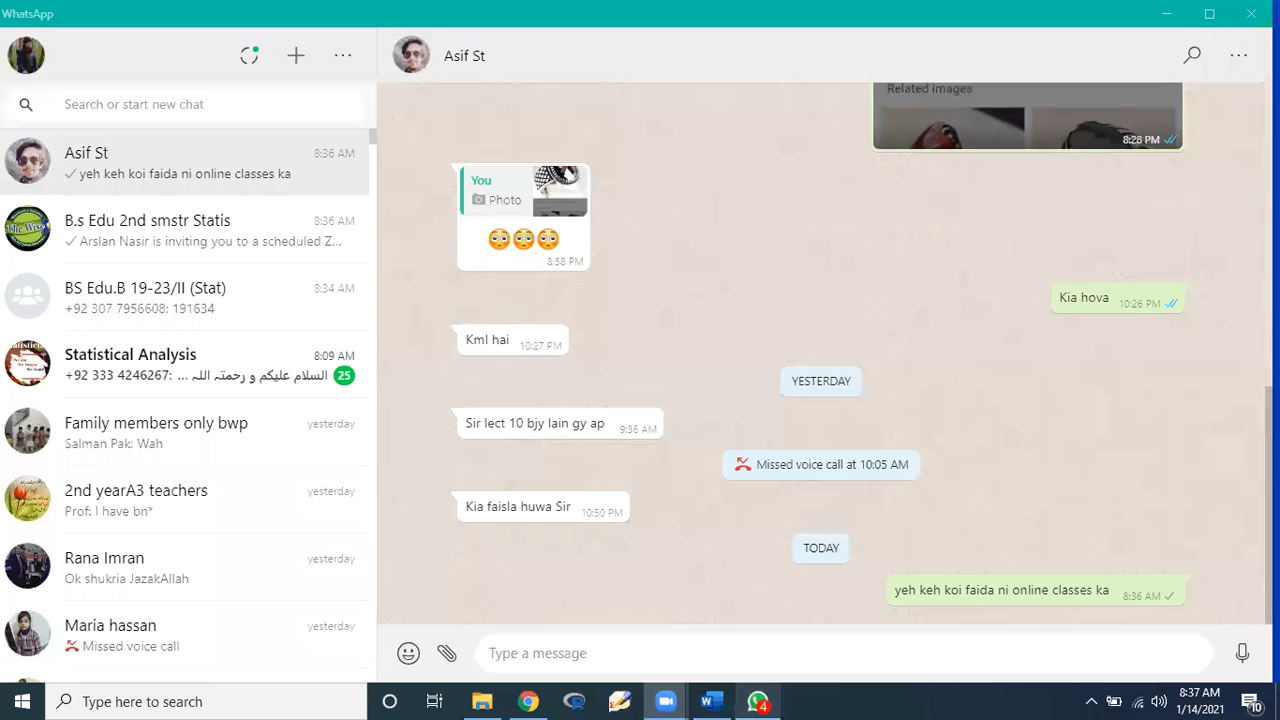 WhatsApp
Asif St
Search or start new chat
Asif St 8:36 AM
yeh keh koi faida ni online classes ka
B.s Edu 2nd smstr Statis 8:36 AM
Arslan Nasir is inviting you to a scheduled Z...
BS Edu.B 19-23/II (Stat) 8:34 AM
+92 307 7956608: 191634
Statistical Analysis 8:09 AM
+92 333 4246267: ... السلام علیکم و رحمتہ اللہ 25
Family members only bwp yesterday
Salman Pak: Wah
2nd yearA3 teachers yesterday
Prof: I have bn*
Rana Imran yesterday
Ok shukria JazakAllah
Maria hassan yesterday
Missed voice call
Related images
8:28 PM
You
Photo
8:58 PM
Kia hova 10:26 PM
Kml hai 10:27 PM
YESTERDAY
Sir lect 10 bjy lain gy ap 9:36 AM
Missed voice call at 10:05 AM
Kia faisla huwa Sir 10:50 PM
TODAY
yeh keh koi faida ni online classes ka 8:36 AM
Type a message
Type here to search
4
8:37 AM
1/14/2021
10